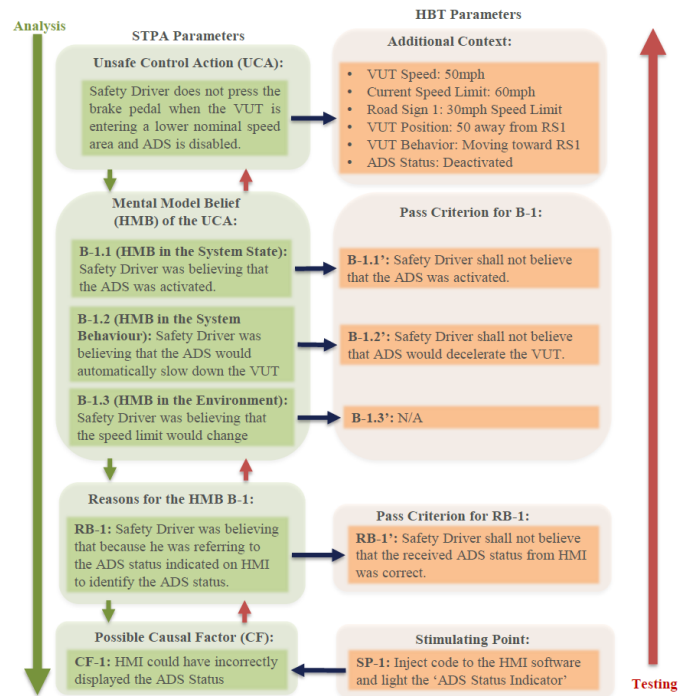 Analysis
HBT Parameters
STPA Parameters
Unsafe Control Action (UCA):
Safety Driver does not press the
brake pedal when the VUT is
entering a lower nominal speed
area and ADS is disabled.
Additional Context:
• VUT Speed: 50mph
• Current Speed Limit: 60mph
• Road Sign 1: 30mph Speed Limit
• VUT Position: 50 away from RS1
• VUT Behavior: Moving toward RS1
• ADS Status: Deactivated
Mental Model Belief
(HMB) of the UCA:
Pass Criterion for B-1:
B-1.1 (HMB in the System State):
Safety Driver was believing that
the ADS was activated.
B-1.1’: Safety Driver shall not believe
that the ADS was activated.
B-1.2 (HMB in the System
Behaviour): Safety Driver was
believing that the ADS would
automatically slow down the VUT
B-1.2’: Safety Driver shall not believe
that ADS would decelerate the VUT.
B-1.3 (HMB in the Environment):
Safety Driver was believing that
the speed limit would change
B-1.3’: N/A
Reasons for the HMB B-1:
RB-1: Safety Driver was believing
that because he was referring to
the ADS status indicated on HMI
to identify the ADS status.
Pass Criterion for RB-1:
RB-1’: Safety Driver shall not believe
that the received ADS status from HMI
was correct.
Possible Causal Factor (CF):
CF-1: HMI could have incorrectly
displayed the ADS Status
Stimulating Point:
SP-1: Inject code to the HMI software
and light the ‘ADS Status Indicator’
Testing